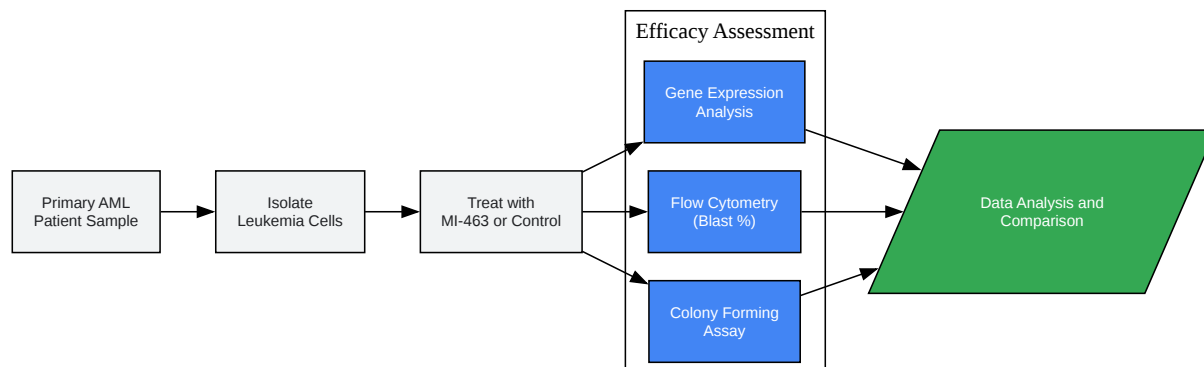 Efficacy Assessment
Gene Expression
Analysis
Primary AML
Patient Sample
Isolate
Leukemia Cells
Treat with
MI-463 or Control
Flow Cytometry
(Blast %)
Data Analysis and
Comparison
Colony Forming
Assay